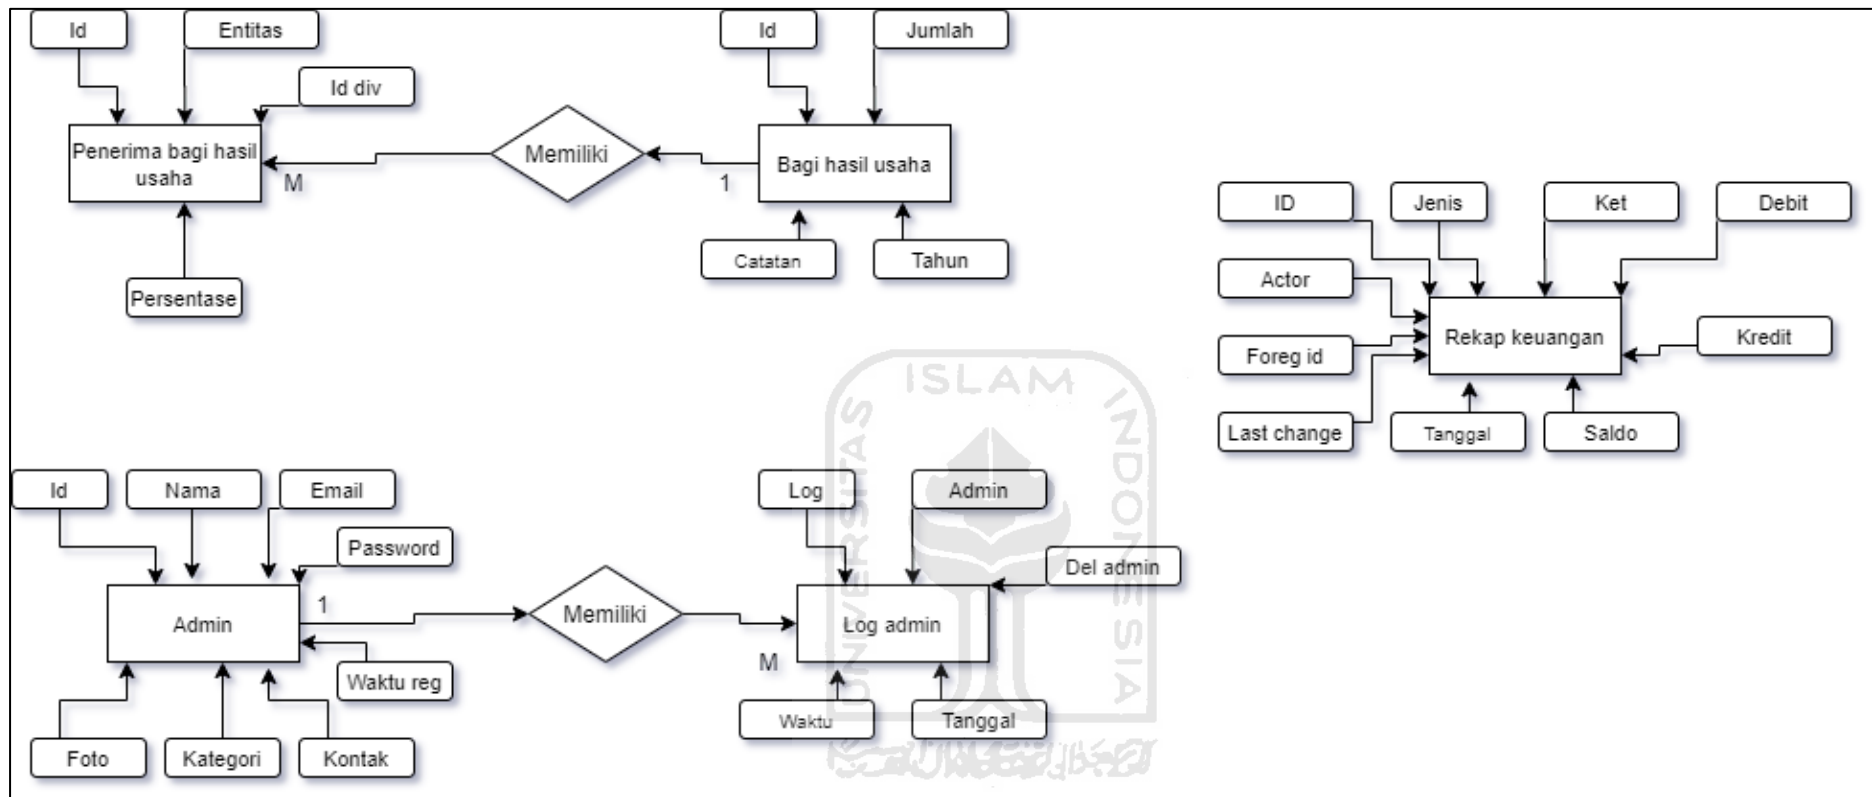 Id
Entitas
Id div
Penerima bagi hasil
usaha
M
Persentase
Memiliki
1
Id
Jumlah
Bagi hasil usaha
Catatan
Tahun
ID
Jenis
Ket
Debit
Actor
Foreg id
Last change
Rekap keuangan
Kredit
Tanggal
Saldo
Id
Nama
Email
Password
Admin
1
Waktu reg
Foto
Kategori
Kontak
Memiliki
M
Log
Admin
Del admin
Log admin
Waktu
Tanggal
UNIVERSITAS
ISLAM
INDONESIA